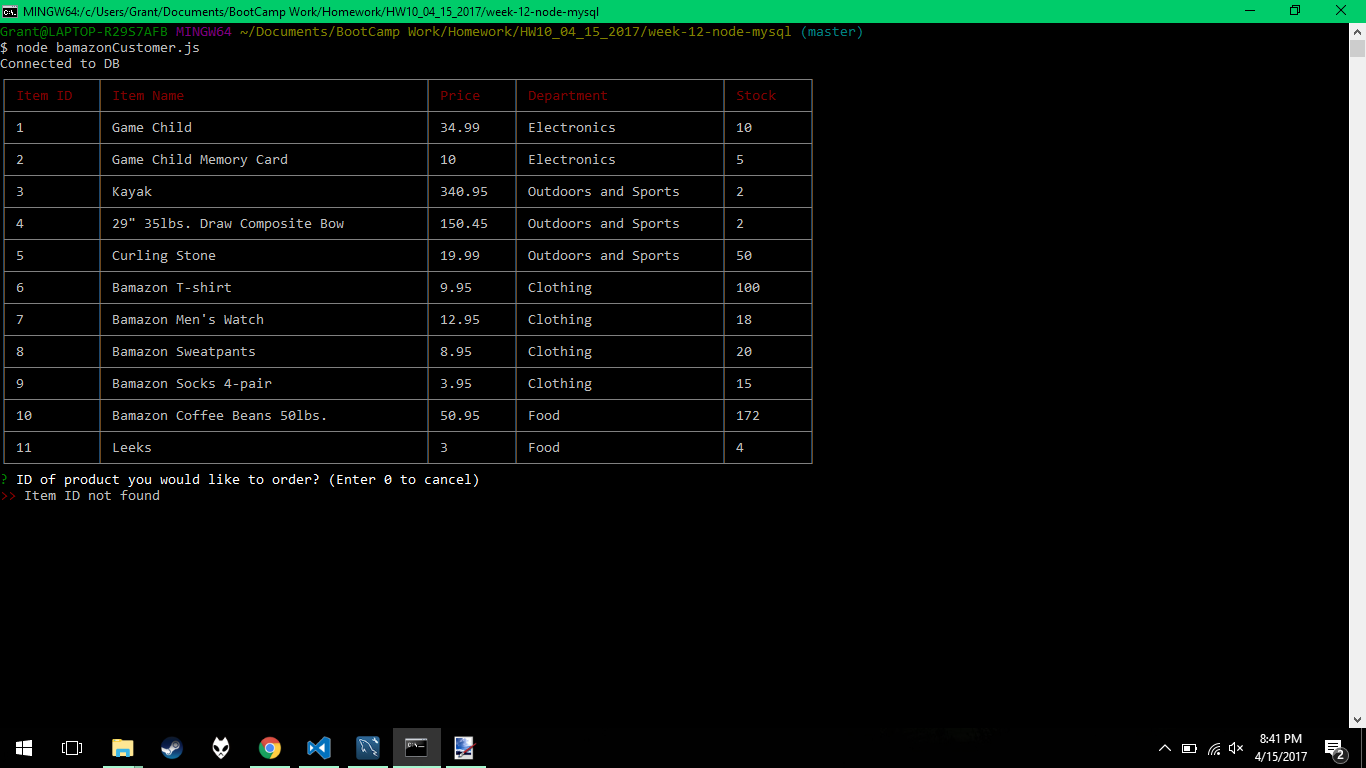 MINGW64:/c/Users/Grant/Documents/BootCamp Work/Homework/HW10_04_15_2017/week-12-node-mysql
Grant@LAPTOP-R29S7AFB MINGW64 ~/Documents/BootCamp Work/Homework/HW10_04_15_2017/week-12-node-mysql (master)
$ node bamazonCustomer.js
Connected to DB
Item ID Item Name Price Department Stock
1 Game Child 34.99 Electronics 10
2 Game Child Memory Card 10 Electronics 5
3 Kayak 340.95 Outdoors and Sports 2
4 29" 35lbs. Draw Composite Bow 150.45 Outdoors and Sports 2
5 Curling Stone 19.99 Outdoors and Sports 50
6 Bamazon T-shirt 9.95 Clothing 100
7 Bamazon Men's Watch 12.95 Clothing 18
8 Bamazon Sweatpants 8.95 Clothing 20
9 Bamazon Socks 4-pair 3.95 Clothing 15
10 Bamazon Coffee Beans 50lbs. 50.95 Food 172
11 Leeks 3 Food 4
? ID of product you would like to order? (Enter 0 to cancel)
>> Item ID not found
8:41 PM
4/15/2017
2